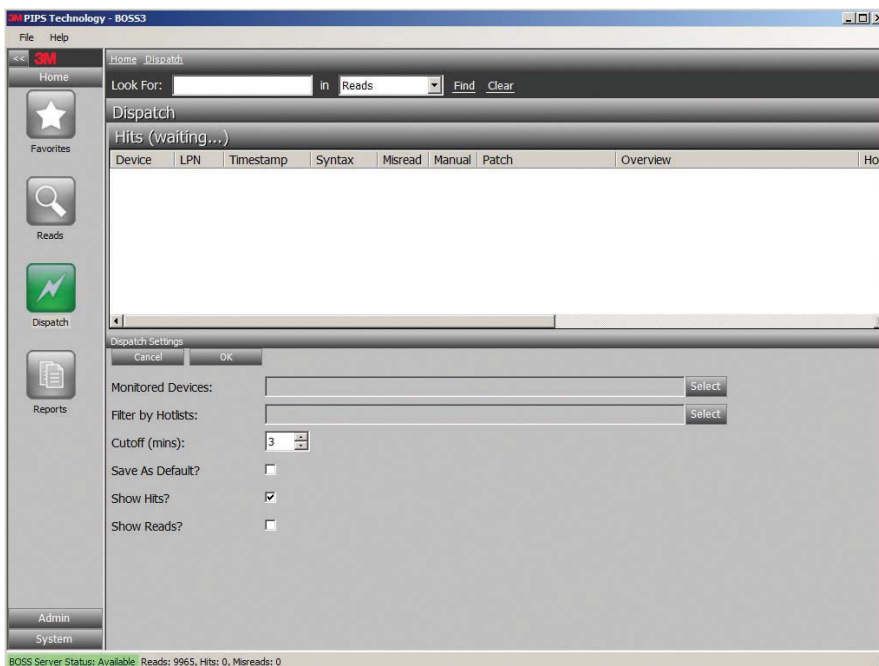 3M PIPS Technology - BOSS3
File Help
<< 3M
Home
Favorites
Reads
Dispatch
Reports
Admin
System
Home Dispatch
Look For: in Reads Find Clear
Dispatch
Hits (waiting...)
Device LPN Timestamp Syntax Misread Manual Patch Overview Ho
Dispatch Settings
Cancel OK
Monitored Devices: Select
Filter by Hotlists: Select
Cutoff (mins): 3
Save As Default?
Show Hits?
Show Reads?
BOSS Server Status: Available Reads: 9965, Hits: 0, Misreads: 0